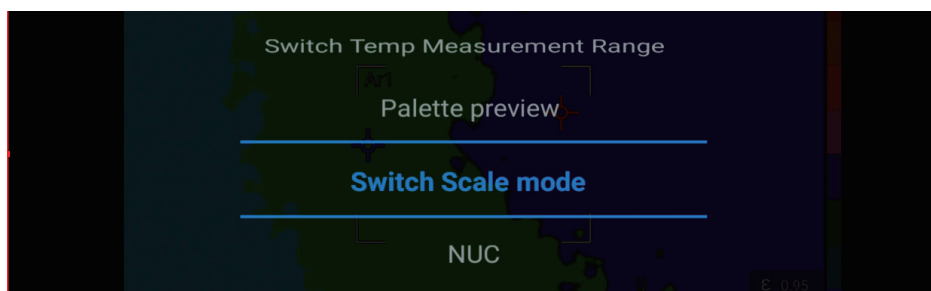 Switch Temp Measurement Range
Ar1
Palette preview
Switch Scale mode
NUC
ε 0.95